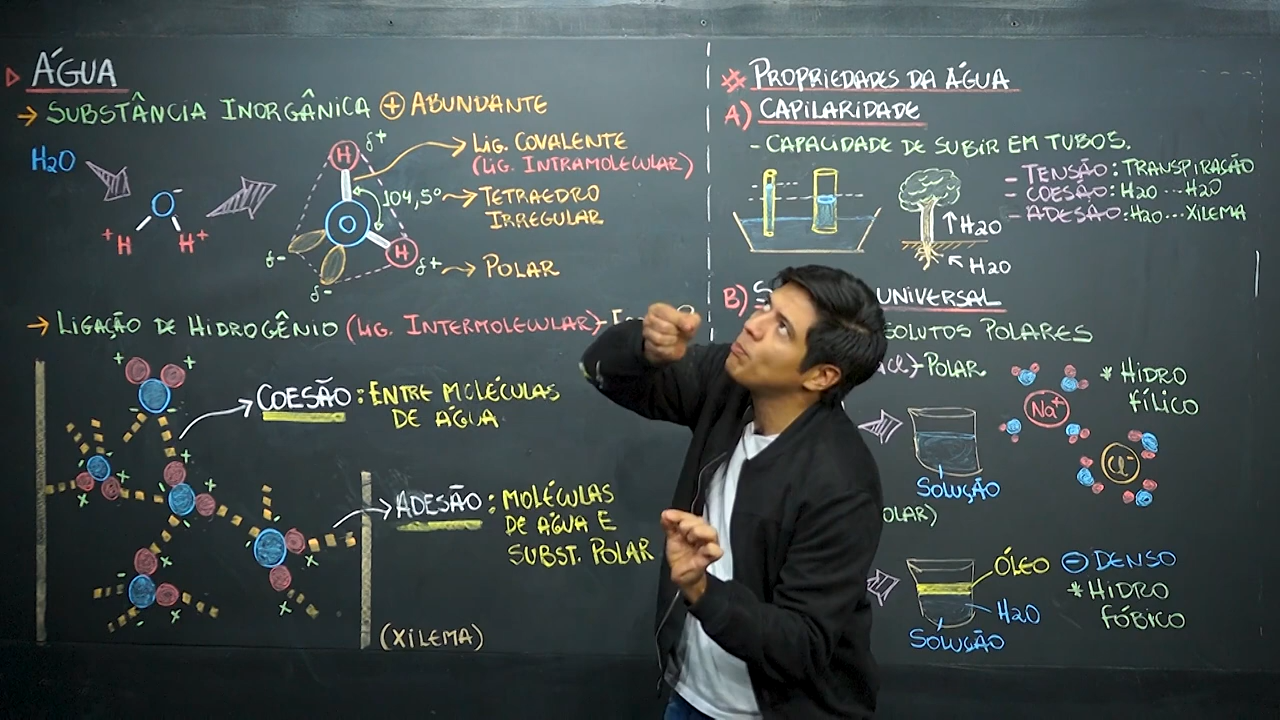 ÁGUA
→ SUBSTÂNCIA INORGÂNICA ⊕ ABUNDANTE
H2O
O-
+H H+
H δ+
104,5°
O
H
δ-
δ+
δ-
→ LIG. COVALENTE
(LIG. INTRAMOLECULAR)
→ TETRAEDRO
IRREGULAR
→ POLAR
→ LIGAÇÃO DE HIDROGÊNIO (LIG. INTERMOLECULAR)-
COESÃO: ENTRE MOLÉCULAS
DE ÁGUA
ADESÃO: MOLÉCULAS
DE ÁGUA E
SUBST. POLAR
(XILEMA)
# PROPRIEDADES DA ÁGUA
A) CAPILARIDADE
- CAPACIDADE DE SUBIR EM TUBOS.
- TENSÃO: TRANSPIRAÇÃO
- COESÃO: H2O ... H2O
- ADESÃO: H2O ... XILEMA
↑ H2O
↖ H2O
B) UNIVERSAL
SOLUTOS POLARES
- POLAR
* HIDRO
FÍLICO
Na+
Cl-
SOLUÇÃO
ÓLEO
H2O
SOLUÇÃO
⊖ DENSO
* HIDRO
FÓBICO